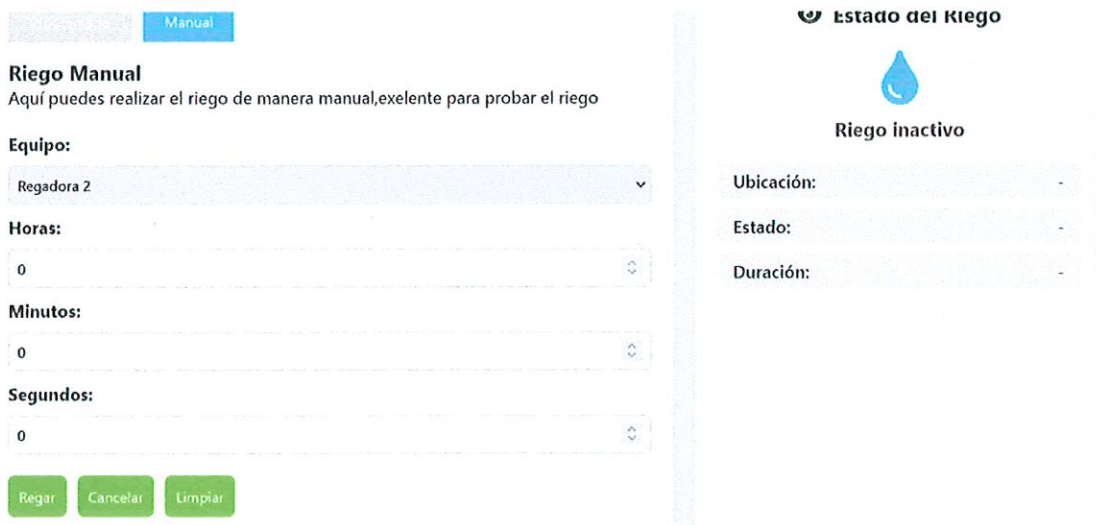 Manual
Riego Manual
Aquí puedes realizar el riego de manera manual,exelente para probar el riego
Equipo:
Regadora 2
Horas:
0
Minutos:
0
Segundos:
0
Regar Cancelar Limpiar
Estado del Riego
Riego inactivo
Ubicación: -
Estado: -
Duración: -